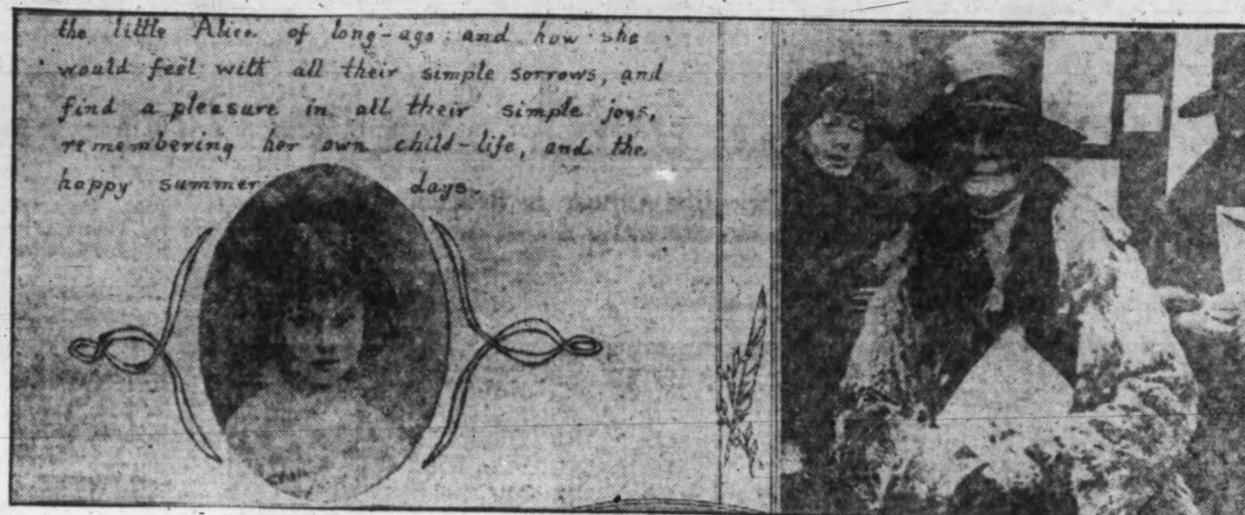 the little Alice of long-ago: and how she
would feel with all their simple sorrows, and
find a pleasure in all their simple joys,
remembering her own child-life, and the
happy summer days.